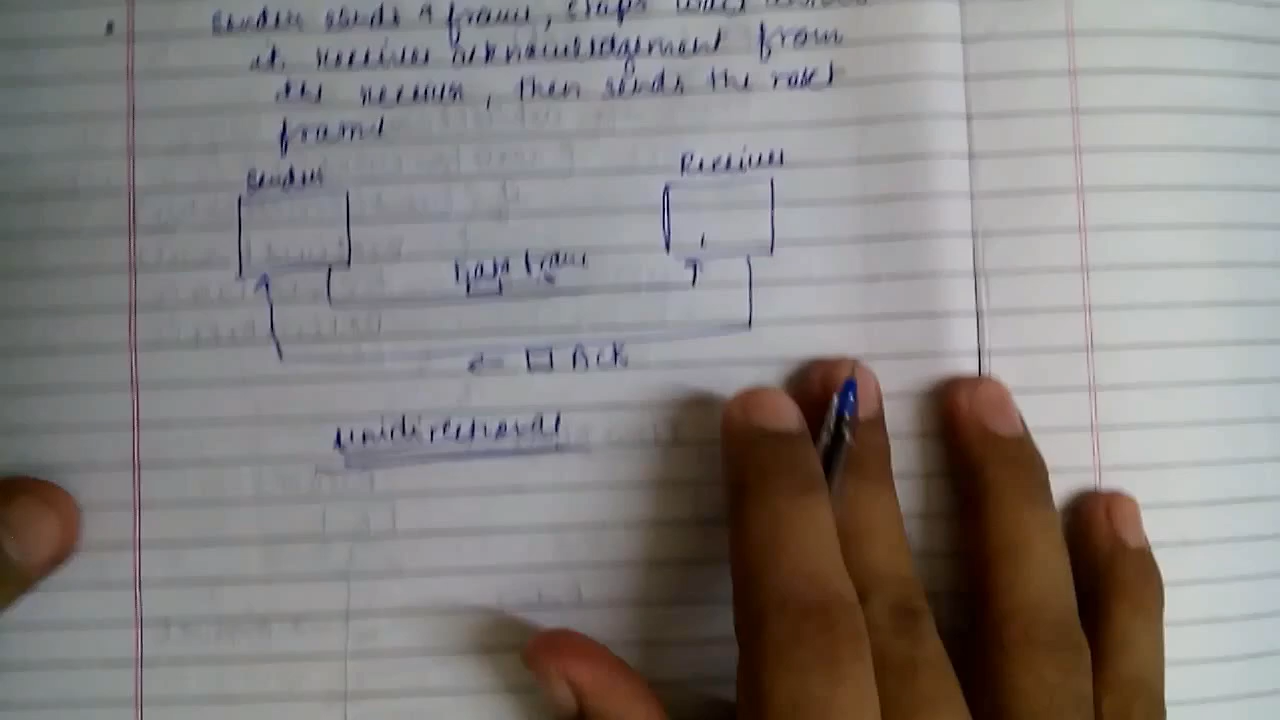 Sender sends a frame, stops until
it receives acknowledgement from
the receiver, then sends the next
frame
Sender
Receiver
Data frame
← Ack
unidirectional